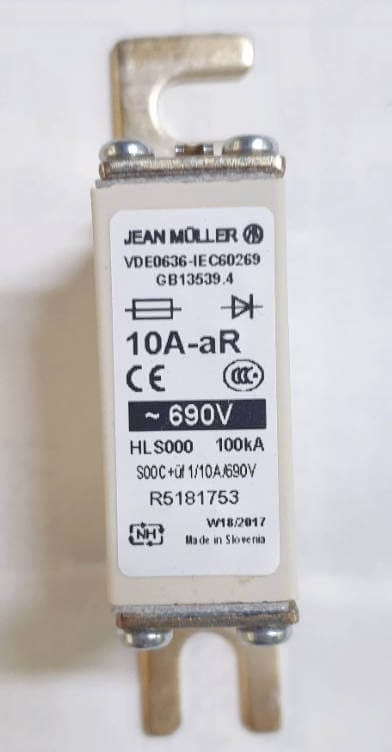 JEAN MÜLLER
VDE0636-IEC60269
GB13539.4
10A-aR
CE CCC
~ 690V
HLS000 100kA
S00C+üf 1/10A/690V
R5181753
NH W18/2017
Made in Slovenia